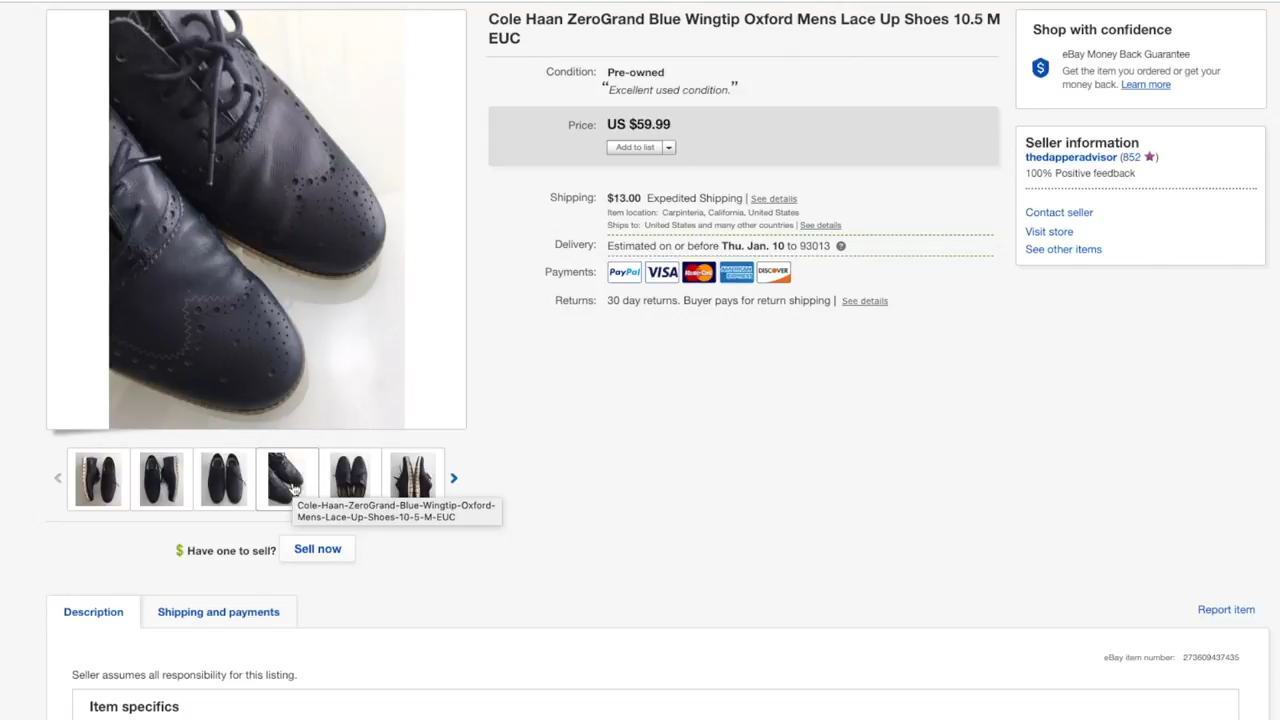 Cole Haan ZeroGrand Blue Wingtip Oxford Mens Lace Up Shoes 10.5 M
EUC
Condition: Pre-owned
“Excellent used condition.”
Price: US $59.99
Add to list
Shipping: $13.00 Expedited Shipping | See details
Item location: Carpinteria, California, United States
Ships to: United States and many other countries | See details
Delivery: Estimated on or before Thu. Jan. 10 to 93013 ?
Payments: PayPal VISA MasterCard AMERICAN EXPRESS DISCOVER
Returns: 30 day returns. Buyer pays for return shipping | See details
Shop with confidence
$
eBay Money Back Guarantee
Get the item you ordered or get your
money back. Learn more
Seller information
thedapperadvisor (852 ★)
100% Positive feedback
Contact seller
Visit store
See other items
Cole-Haan-ZeroGrand-Blue-Wingtip-Oxford-
Mens-Lace-Up-Shoes-10-5-M-EUC
$ Have one to sell? Sell now
Description
Shipping and payments
Report item
eBay item number: 273609437435
Seller assumes all responsibility for this listing.
Item specifics